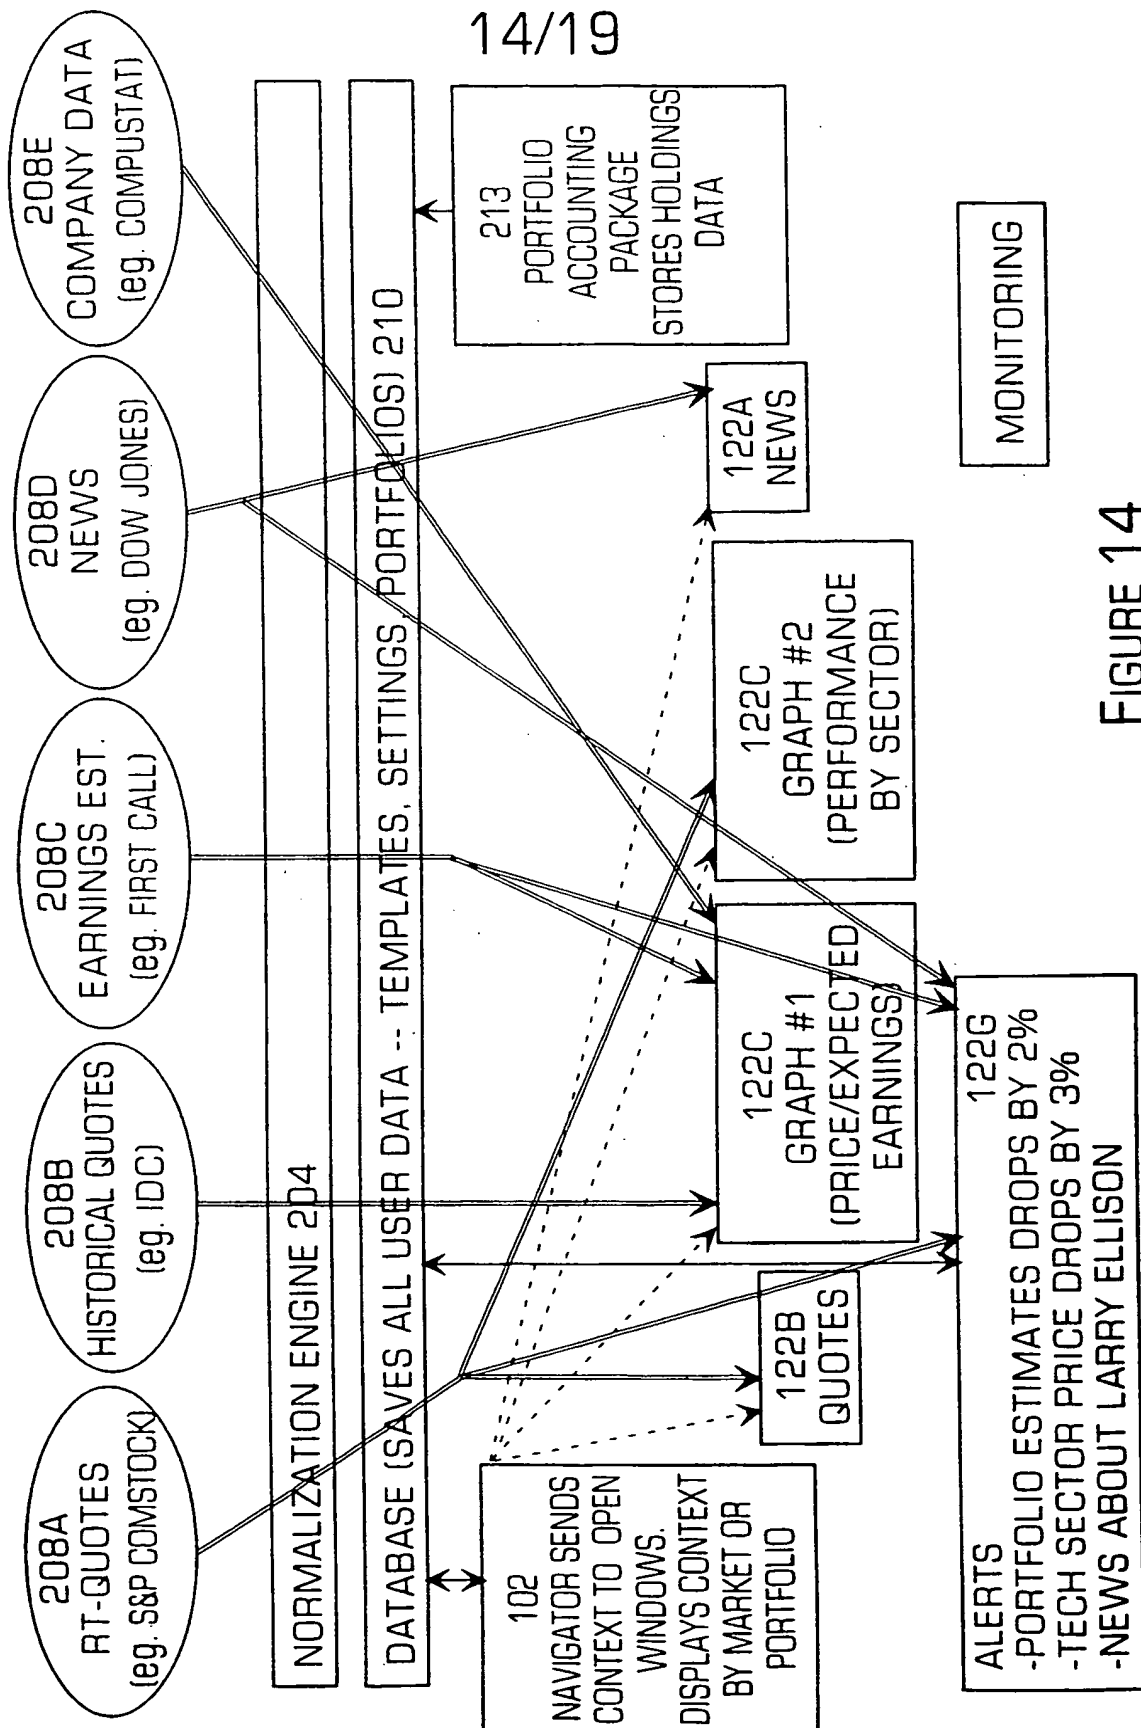 14/19
208A
RT-QUOTES
(eg. S&P COMSTOCK)
208B
HISTORICAL QUOTES
(eg. IDC)
208C
EARNINGS EST.
(eg. FIRST CALL)
208D
NEWS
(eg. DOW JONES)
208E
COMPANY DATA
(eg. COMPUSTAT)
NORMALIZATION ENGINE 204
DATABASE (SAVES ALL USER DATA -- TEMPLATES, SETTINGS, PORTFOLIOS) 210
102
NAVIGATOR SENDS
CONTEXT TO OPEN
WINDOWS.
DISPLAYS CONTEXT
BY MARKET OR
PORTFOLIO
122B
QUOTES
122C
GRAPH #1
(PRICE/EXPECTED
EARNINGS)
122C
GRAPH #2
(PERFORMANCE
BY SECTOR)
122A
NEWS
213
PORTFOLIO
ACCOUNTING
PACKAGE
STORES HOLDINGS
DATA
122G
ALERTS
-PORTFOLIO ESTIMATES DROPS BY 2%
-TECH SECTOR PRICE DROPS BY 3%
-NEWS ABOUT LARRY ELLISON
MONITORING
FIGURE 14